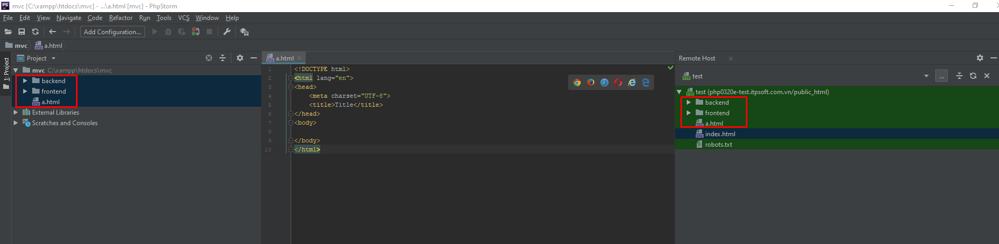 PS mvc [C:\xampp\htdocs\mvc] - ...\a.html [mvc] - PhpStorm
File Edit View Navigate Code Refactor Run Tools VCS Window Help
Add Configuration...
mvc a.html
1: Project
Project
mvc C:\xampp\htdocs\mvc
backend
frontend
a.html
External Libraries
Scratches and Consoles
a.html
1 <!DOCTYPE html>
2 <html lang="en">
3 <head>
4 <meta charset="UTF-8">
5 <title>Title</title>
6 </head>
7 <body>
8
9 </body>
10 </html>
Remote Host
FTP test
...
FTP test (php0320e-test.itpsoft.com.vn/public_html)
backend
frontend
a.html
index.html
robots.txt